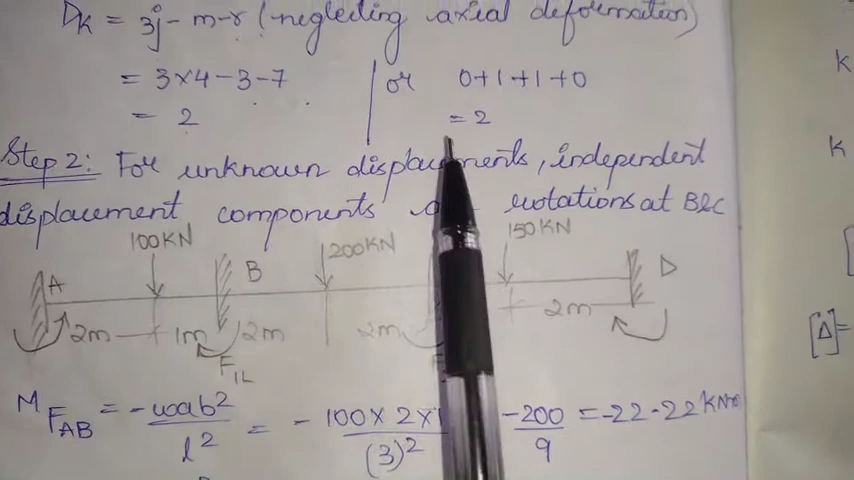 Dk = 3j - m - r (neglecting axial deformation)
= 3×4-3-7 or 0+1+1+0
= 2 = 2
Step 2: For unknown displacements, independent
displacement components rotations at B&C
100KN B 200KN 150KN D
A
2m 1m 2m 2m 2m
F1L
MFAB = -wab²/l² = -100×2×1/(3)² -200/9 = -22.22 kNm
k
k
[Δ]=